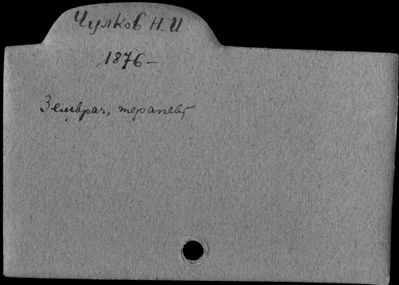 Чулков Н. И.
1876 –
Земврач, терапевт